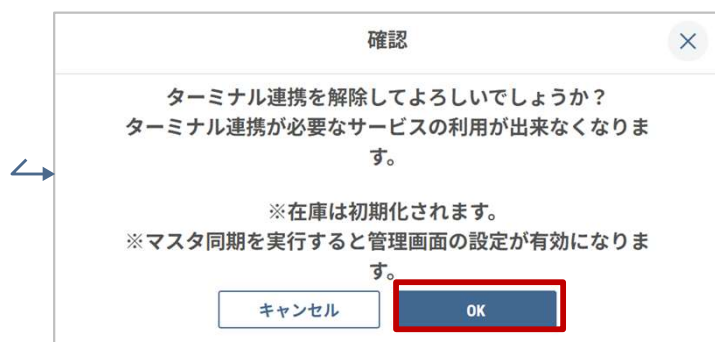 確認
ターミナル連携を解除してよろしいでしょうか？
ターミナル連携が必要なサービスの利用が出来なくなりま
す。
※在庫は初期化されます。
※マスタ同期を実行すると管理画面の設定が有効になりま
す。
キャンセル
OK